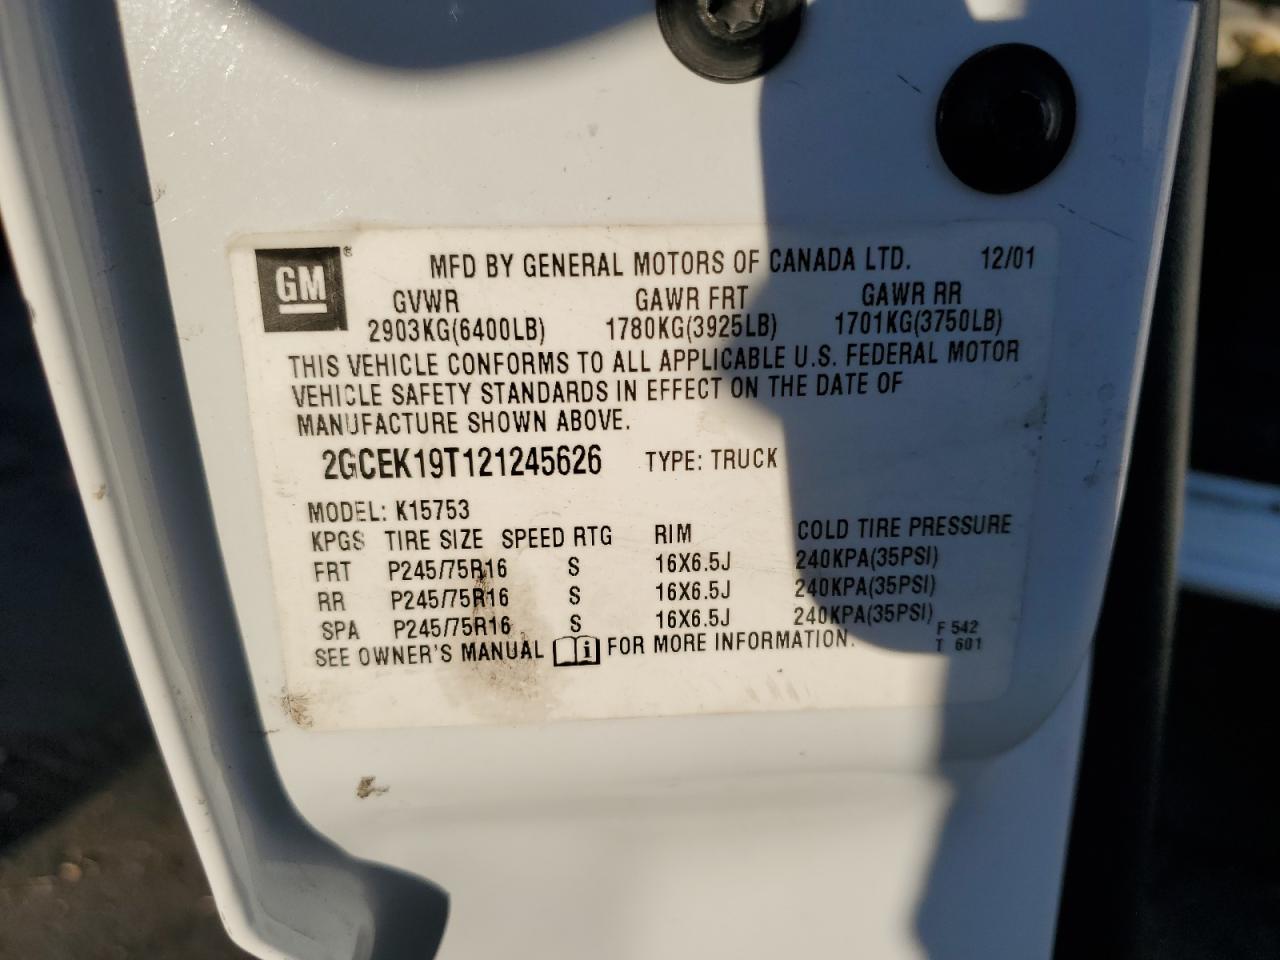 GM ®
MFD BY GENERAL MOTORS OF CANADA LTD. 12/01
GVWR GAWR FRT GAWR RR
2903KG(6400LB) 1780KG(3925LB) 1701KG(3750LB)
THIS VEHICLE CONFORMS TO ALL APPLICABLE U.S. FEDERAL MOTOR
VEHICLE SAFETY STANDARDS IN EFFECT ON THE DATE OF
MANUFACTURE SHOWN ABOVE.
2GCEK19T121245626 TYPE: TRUCK
MODEL: K15753
KPGS TIRE SIZE SPEED RTG RIM COLD TIRE PRESSURE
FRT P245/75R16 S 16X6.5J 240KPA(35PSI)
RR P245/75R16 S 16X6.5J 240KPA(35PSI)
SPA P245/75R16 S 16X6.5J 240KPA(35PSI)
SEE OWNER'S MANUAL i FOR MORE INFORMATION.
F 542
T 601